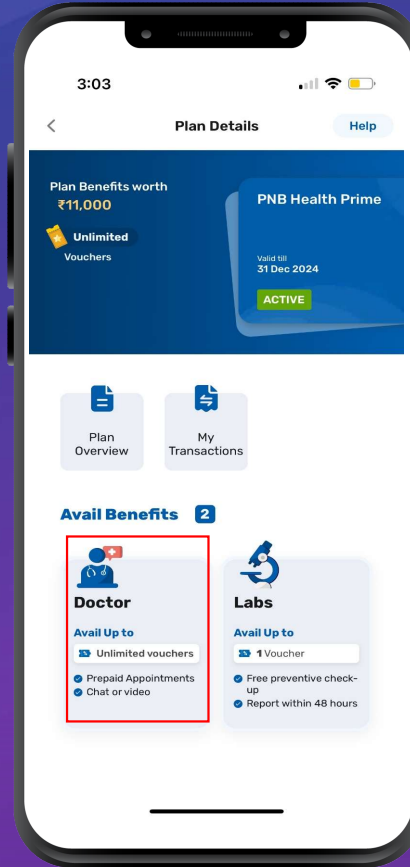 3:03
Plan Details
Help
Plan Benefits worth
₹11,000
Unlimited
Vouchers
PNB Health Prime
Valid till
31 Dec 2024
ACTIVE
Plan
Overview
My
Transactions
Avail Benefits 2
Doctor
Avail Up to
Unlimited vouchers
Prepaid Appointments
Chat or video
Labs
Avail Up to
1 Voucher
Free preventive check-
up
Report within 48 hours